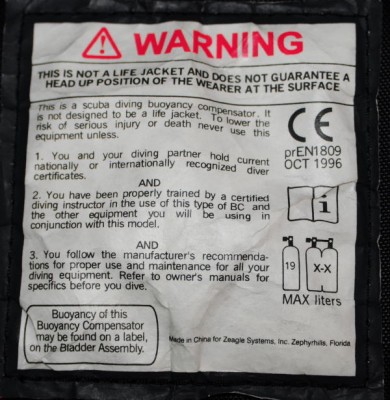 WARNING
THIS IS NOT A LIFE JACKET AND DOES NOT GUARANTEE A
HEAD UP POSITION OF THE WEARER AT THE SURFACE
This is a scuba diving buoyancy compensator. It
is not designed to be a life jacket. To lower the
risk of serious injury or death never use this
equipment unless.
1. You and your diving partner hold current
nationally or internationally recognized diver
certificates.
AND
2. You have been properly trained by a certified
diving instructor in the use of this type of BC and
the other equipment you will be using in
conjunction with this model.
AND
3. You follow the manufacturer's recommenda-
tions for proper use and maintenance for all your
diving equipment. Refer to owner's manuals for
specifics before you dive.
Buoyancy of this
Buoyancy Compensator
may be found on a label,
on the Bladder Assembly.
CE
prEN1809
OCT 1996
i
19 X-X
MAX liters
Made in China for Zeagle Systems, Inc. Zephyrhills, Florida